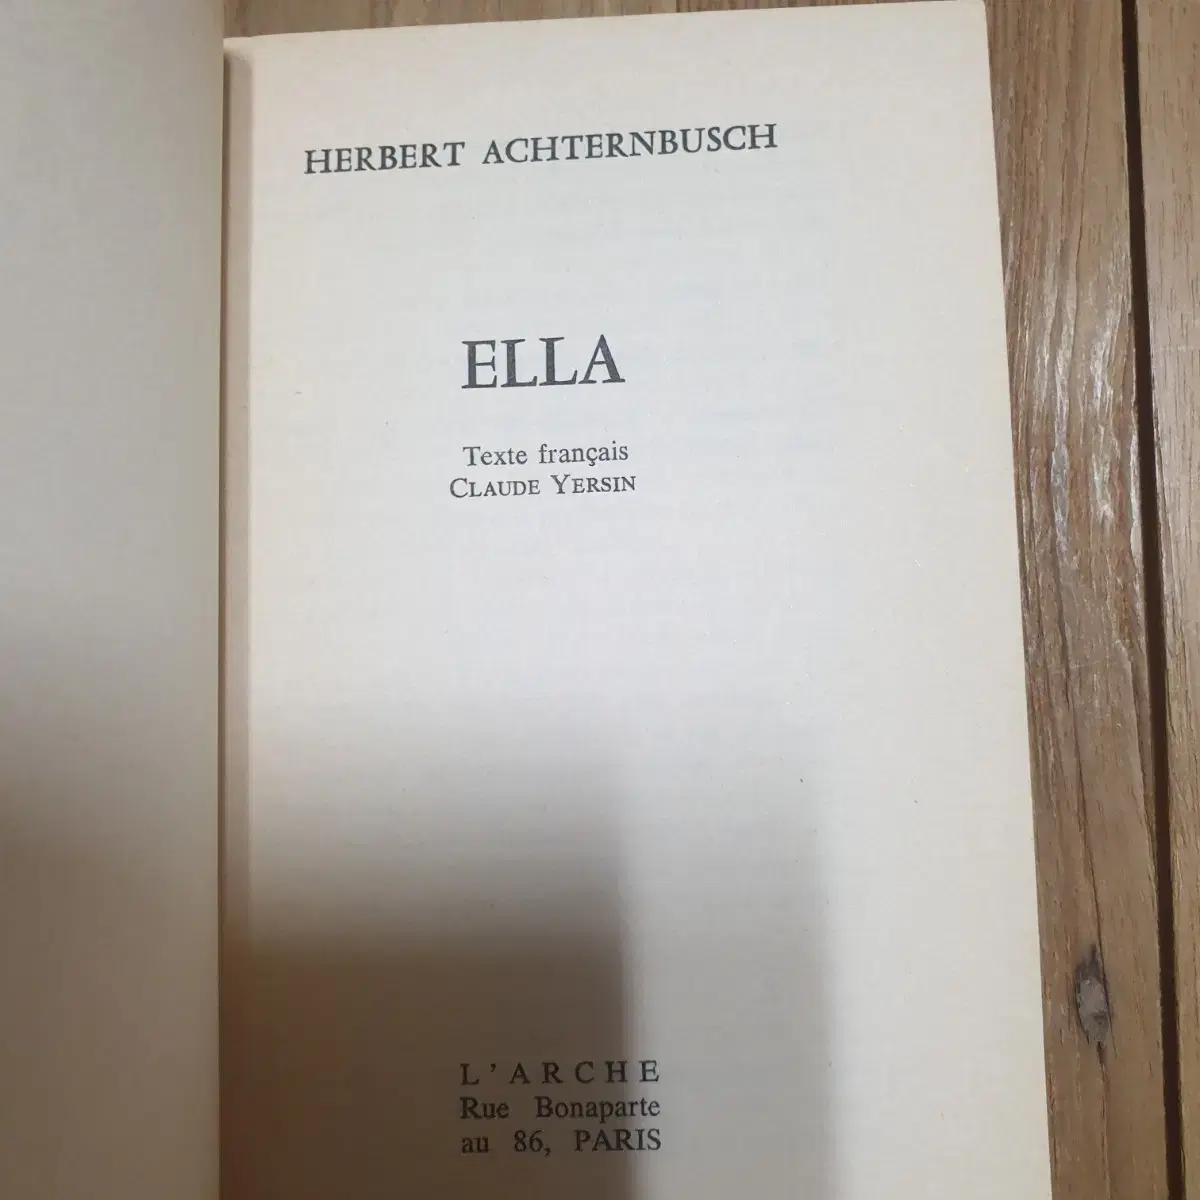 HERBERT ACHTERNBUSCH
ELLA
Texte français
CLAUDE YERSIN
L'ARCHE
Rue Bonaparte
au 86, PARIS